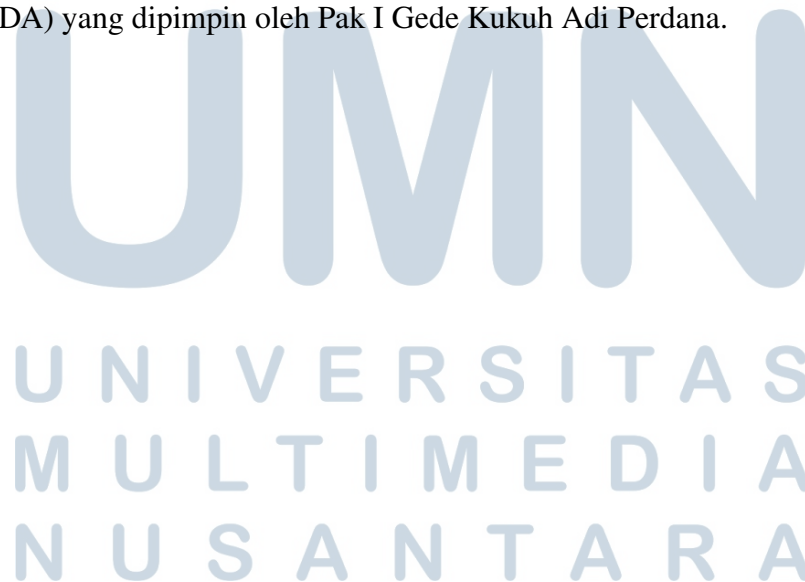 DA) yang dipimpin oleh Pak I Gede Kukuh Adi Perdana.
UMN
UNIVERSITAS
MULTIMEDIA
NUSANTARA